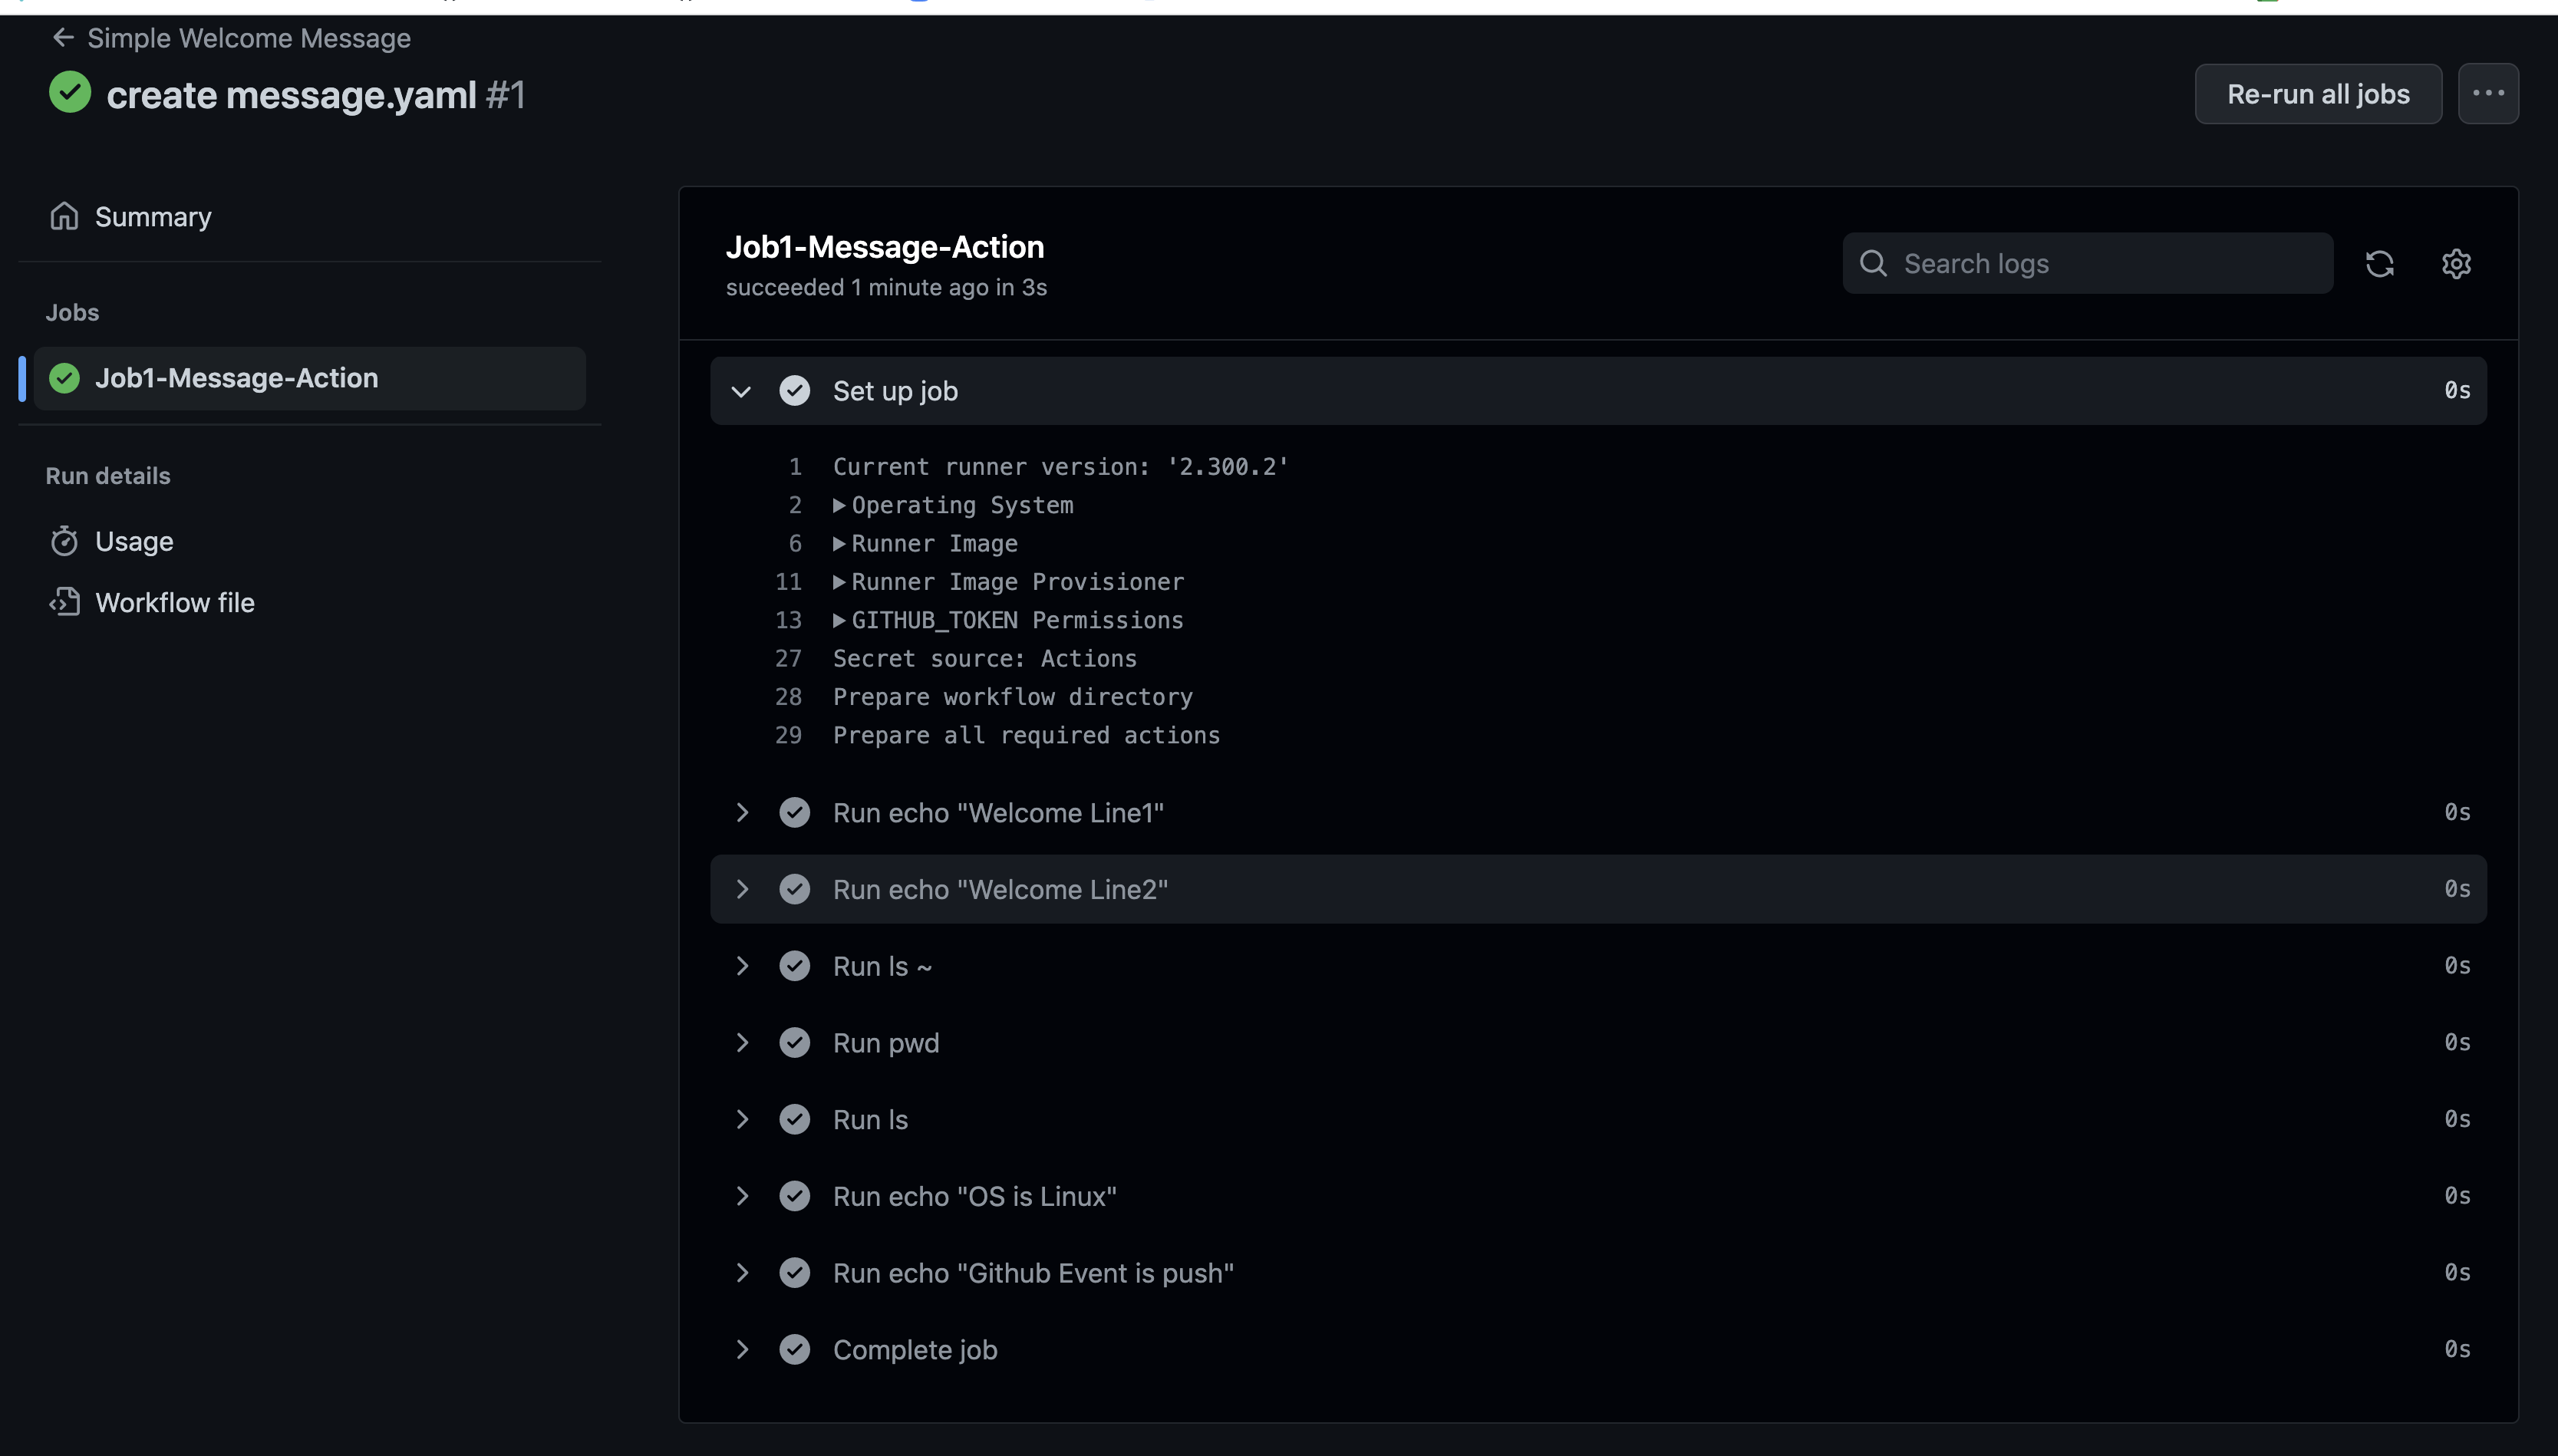 Simple Welcome Message
create message.yaml #1
Re-run all jobs
Summary
Jobs
Job1-Message-Action
Run details
Usage
Workflow file
Job1-Message-Action
succeeded 1 minute ago in 3s
Search logs
Set up job 0s
1 Current runner version: '2.300.2'
2 Operating System
6 Runner Image
11 Runner Image Provisioner
13 GITHUB_TOKEN Permissions
27 Secret source: Actions
28 Prepare workflow directory
29 Prepare all required actions
Run echo "Welcome Line1" 0s
Run echo "Welcome Line2" 0s
Run ls ~ 0s
Run pwd 0s
Run ls 0s
Run echo "OS is Linux" 0s
Run echo "Github Event is push" 0s
Complete job 0s